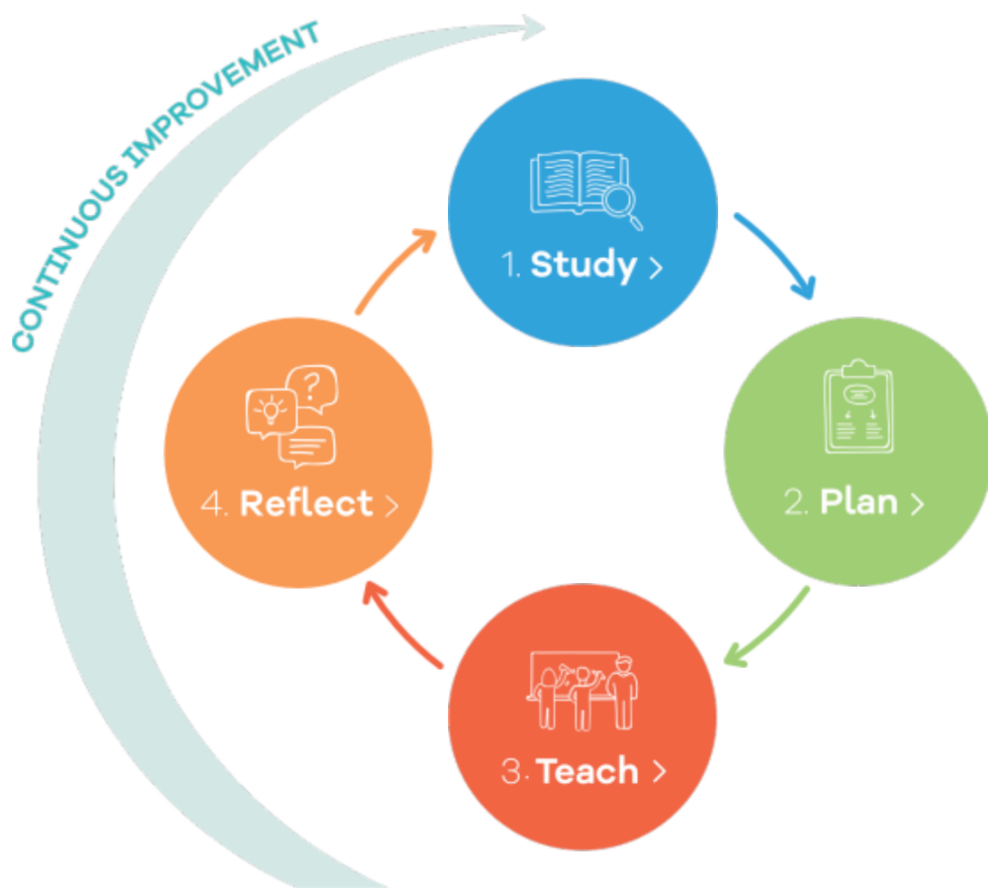 CONTINUOUS IMPROVEMENT
1. Study >
2. Plan >
3. Teach >
4. Reflect >
?